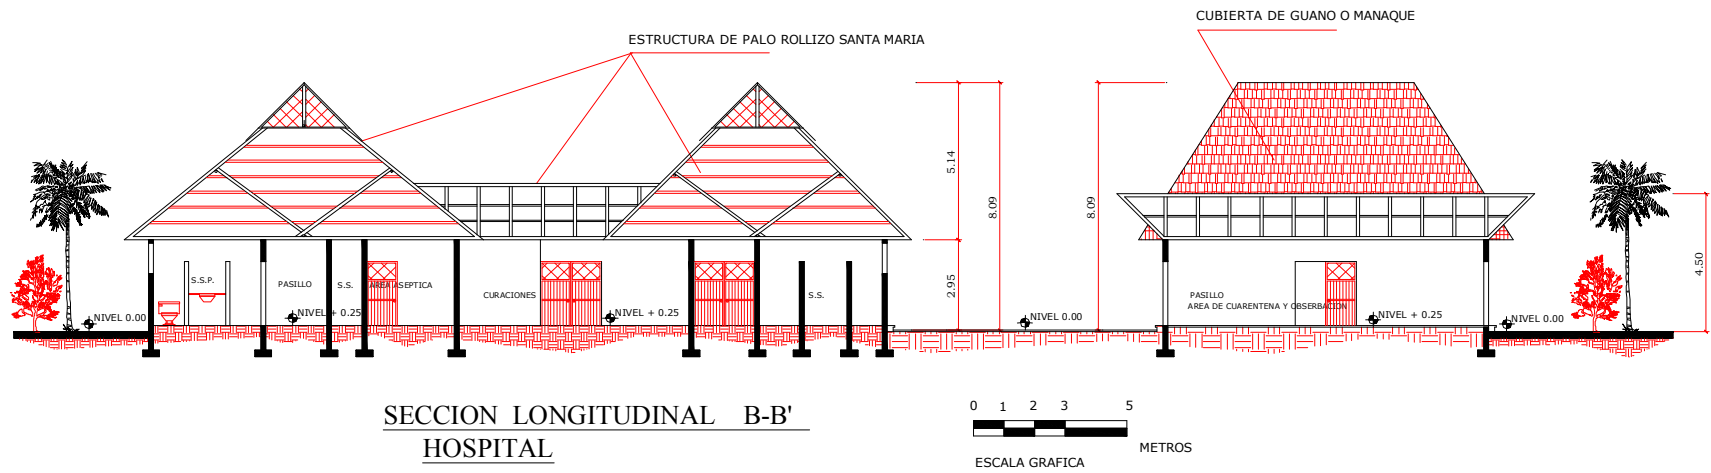 CUBIERTA DE GUANO O MANAQUE
ESTRUCTURA DE PALO ROLLIZO SANTA MARIA
5.14
8.09
8.09
2.95
4.50
S.S.P.
PASILLO
S.S.
AREA ASEPTICA
CURACIONES
S.S.
PASILLO
AREA DE CUARENTENA Y OBSERBACION
NIVEL 0.00
NIVEL + 0.25
NIVEL + 0.25
NIVEL 0.00
NIVEL + 0.25
NIVEL 0.00
SECCION LONGITUDINAL B-B'
HOSPITAL
0 1 2 3 5
METROS
ESCALA GRAFICA